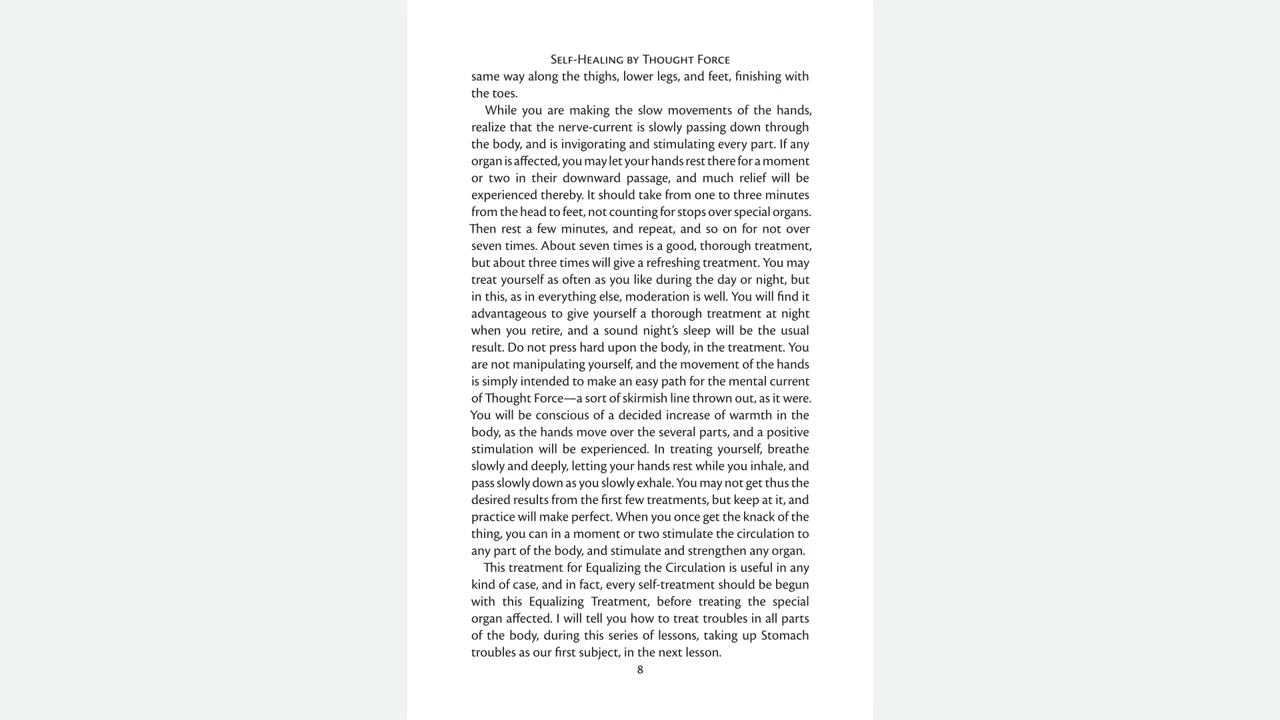 Self-Healing by Thought Force
same way along the thighs, lower legs, and feet, finishing with
the toes.
While you are making the slow movements of the hands,
realize that the nerve-current is slowly passing down through
the body, and is invigorating and stimulating every part. If any
organ is affected, you may let your hands rest there for a moment
or two in their downward passage, and much relief will be
experienced thereby. It should take from one to three minutes
from the head to feet, not counting for stops over special organs.
Then rest a few minutes, and repeat, and so on for not over
seven times. About seven times is a good, thorough treatment,
but about three times will give a refreshing treatment. You may
treat yourself as often as you like during the day or night, but
in this, as in everything else, moderation is well. You will find it
advantageous to give yourself a thorough treatment at night
when you retire, and a sound night's sleep will be the usual
result. Do not press hard upon the body, in the treatment. You
are not manipulating yourself, and the movement of the hands
is simply intended to make an easy path for the mental current
of Thought Force—a sort of skirmish line thrown out, as it were.
You will be conscious of a decided increase of warmth in the
body, as the hands move over the several parts, and a positive
stimulation will be experienced. In treating yourself, breathe
slowly and deeply, letting your hands rest while you inhale, and
pass slowly down as you slowly exhale. You may not get thus the
desired results from the first few treatments, but keep at it, and
practice will make perfect. When you once get the knack of the
thing, you can in a moment or two stimulate the circulation to
any part of the body, and stimulate and strengthen any organ.
This treatment for Equalizing the Circulation is useful in any
kind of case, and in fact, every self-treatment should be begun
with this Equalizing Treatment, before treating the special
organ affected. I will tell you how to treat troubles in all parts
of the body, during this series of lessons, taking up Stomach
troubles as our first subject, in the next lesson.
8